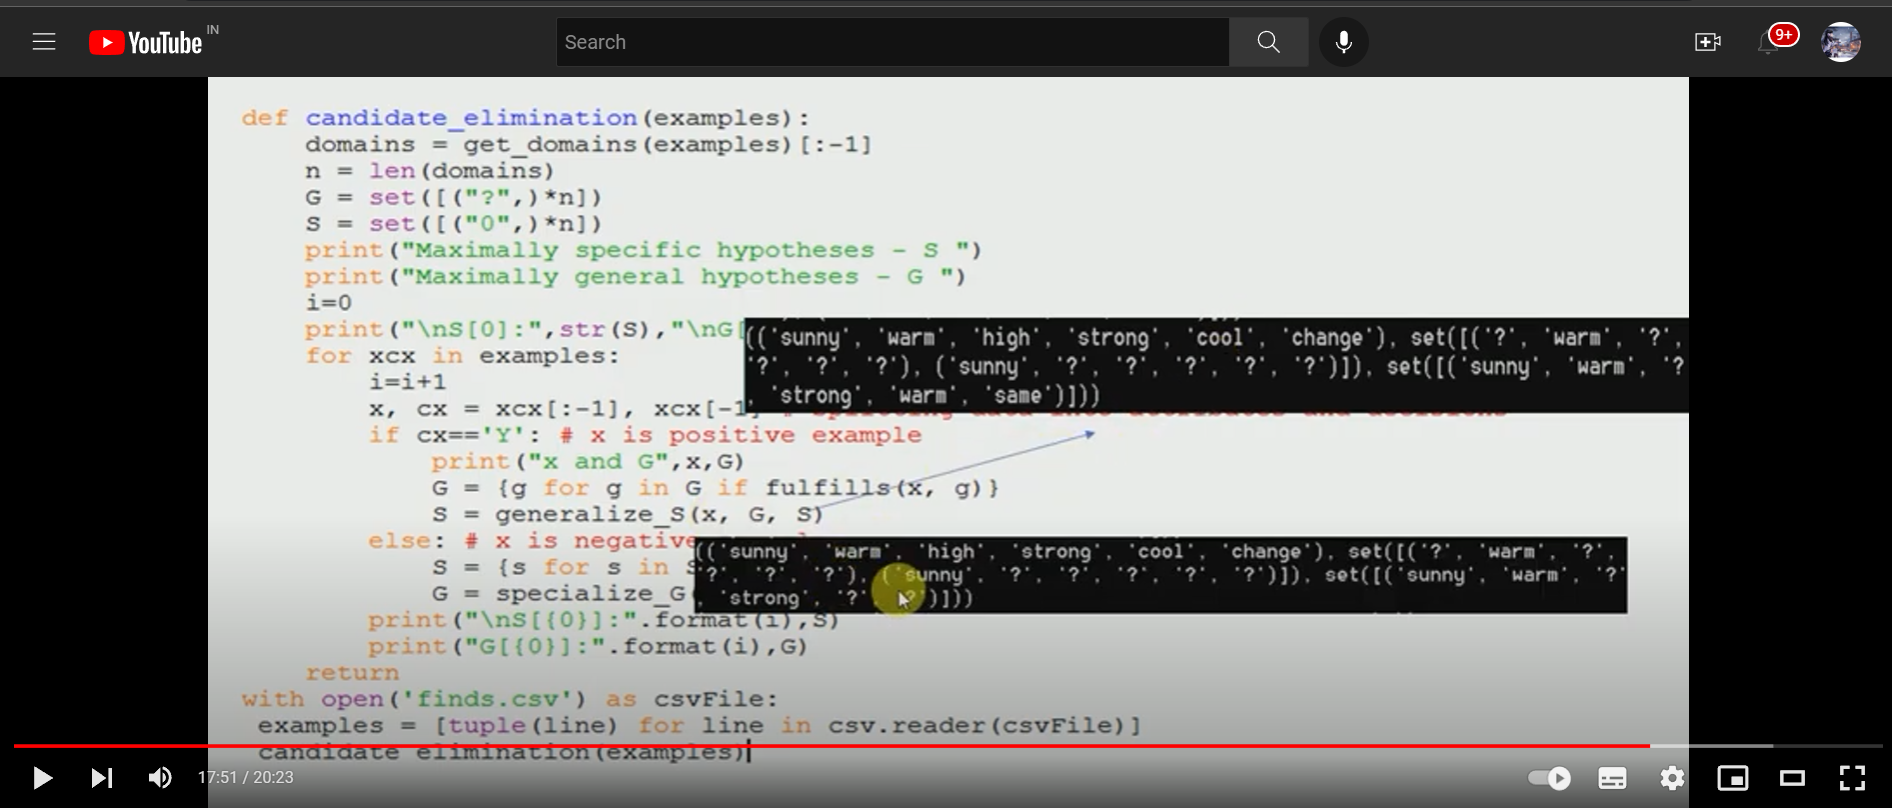 YouTube IN
Search
9+
def candidate_elimination(examples):
domains = get_domains(examples)[:-1]
n = len(domains)
G = set([("?",)*n])
S = set([("0",)*n])
print("Maximally specific hypotheses - S ")
print("Maximally general hypotheses - G ")
i=0
print("\nS[0]:",str(S),"\nG[
(('sunny', 'warm', 'high', 'strong', 'cool', 'change'), set([('?', 'warm', '?',
'?', '?', '?'), ('sunny', '?', '?', '?', '?', '?')]), set([('sunny', 'warm', '?
, 'strong', 'warm', 'same')]))
for xcx in examples:
i=i+1
x, cx = xcx[:-1], xcx[-1
if cx=='Y': # x is positive example
print("x and G",x,G)
G = {g for g in G if fulfills(x, g)}
S = generalize_S(x, G, S)
else: # x is negative
(('sunny', 'warm', 'high', 'strong', 'cool', 'change'), set([('?', 'warm', '?',
'?', '?', '?'), ('sunny', '?', '?', '?', '?', '?')]), set([('sunny', 'warm', '?'
, 'strong', '?', '?')]))
S = {s for s in S
G = specialize_G(
print("\nS[{0}]:".format(i),S)
print("G[{0}]:".format(i),G)
return
with open('finds.csv') as csvFile:
examples = [tuple(line) for line in csv.reader(csvFile)]
candidate_elimination(examples)
17:51 / 20:23